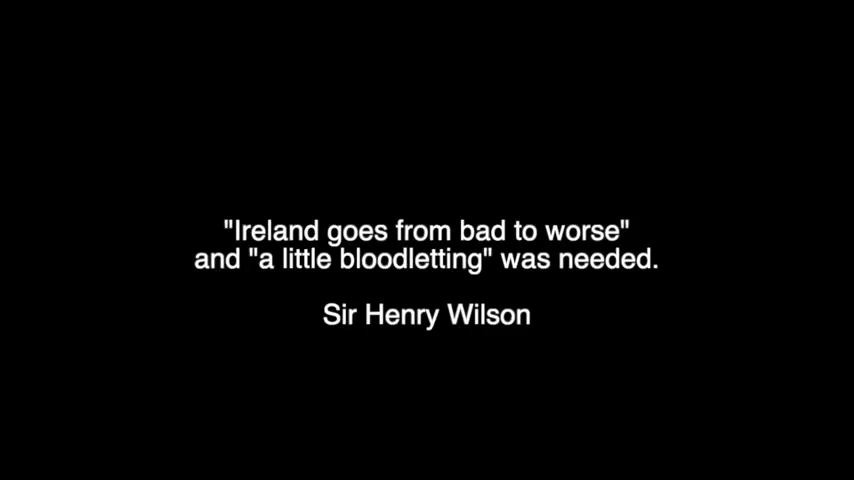 "Ireland goes from bad to worse"
and "a little bloodletting" was needed.
Sir Henry Wilson